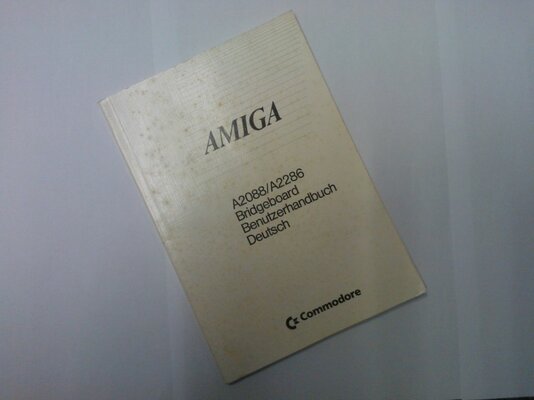 AMIGA
A2088/A2286
Bridgeboard
Benutzerhandbuch
Deutsch
Commodore